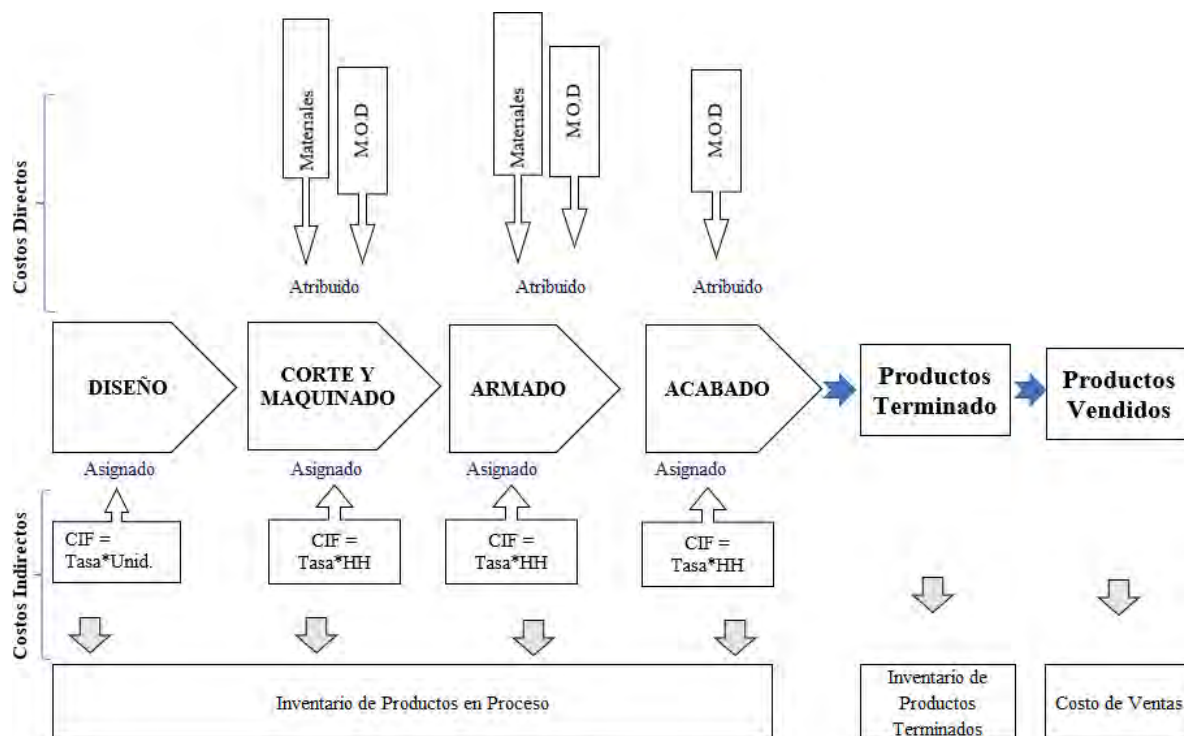 Costos Directos
Materiales
M.O.D
Materiales
M.O.D
M.O.D
Atribuido
Atribuido
Atribuido
DISEÑO
CORTE Y
MAQUINADO
ARMADO
ACABADO
Productos
Terminado
Productos
Vendidos
Asignado
Asignado
Asignado
Asignado
Costos Indirectos
CIF =
Tasa*Unid.
CIF =
Tasa*HH
CIF =
Tasa*HH
CIF =
Tasa*HH
Inventario de Productos en Proceso
Inventario de
Productos
Terminados
Costo de Ventas